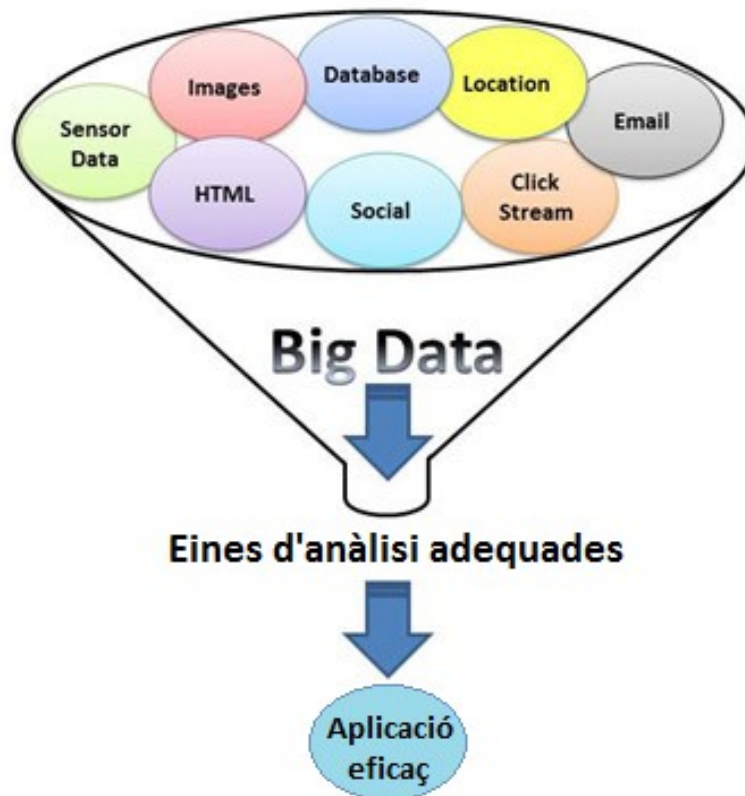 Images
Database
Location
Email
Sensor
Data
HTML
Social
Click
Stream
Big Data
Eines d'anàlisi adequades
Aplicació
eficaç